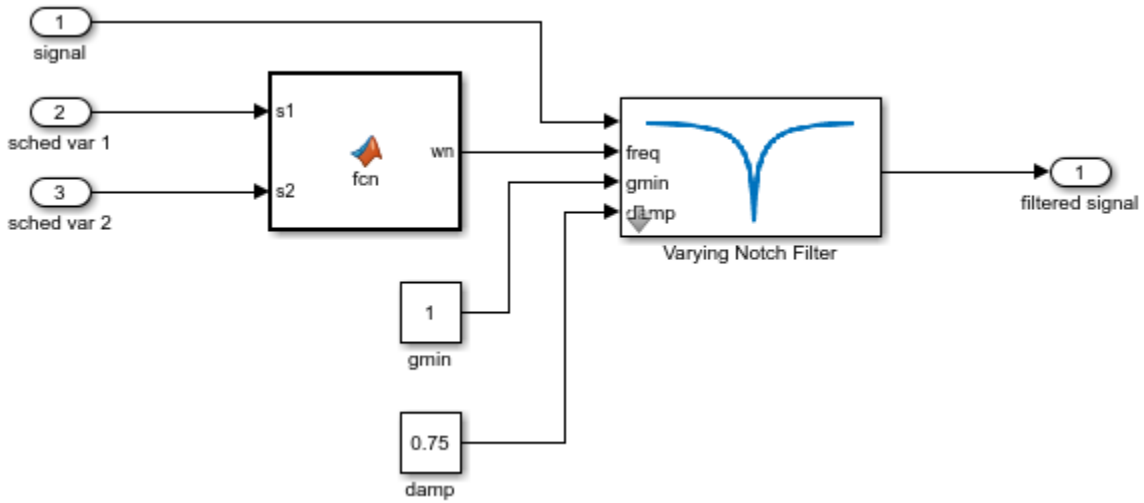 1
signal
2
sched var 1
3
sched var 2
s1
s2
fcn
wn
freq
gmin
damp
Varying Notch Filter
1
filtered signal
1
gmin
0.75
damp